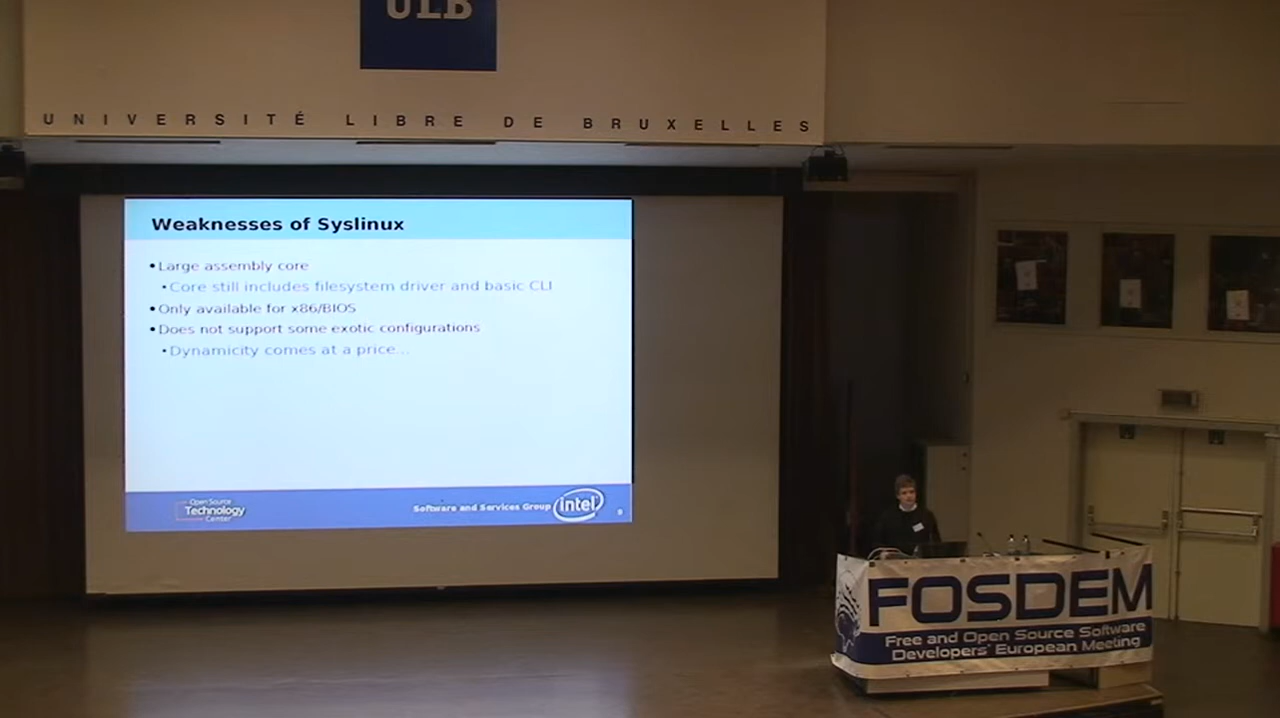 ULB
UNIVERSITÉ LIBRE DE BRUXELLES
Weaknesses of Syslinux
•Large assembly core
•Core still includes filesystem driver and basic CLI
•Only available for x86/BIOS
•Does not support some exotic configurations
•Dynamicity comes at a price...
Open Source
Technology
Center
Software and Services Group
intel
9
FOSDEM
Free and Open Source Software
Developers' European Meeting